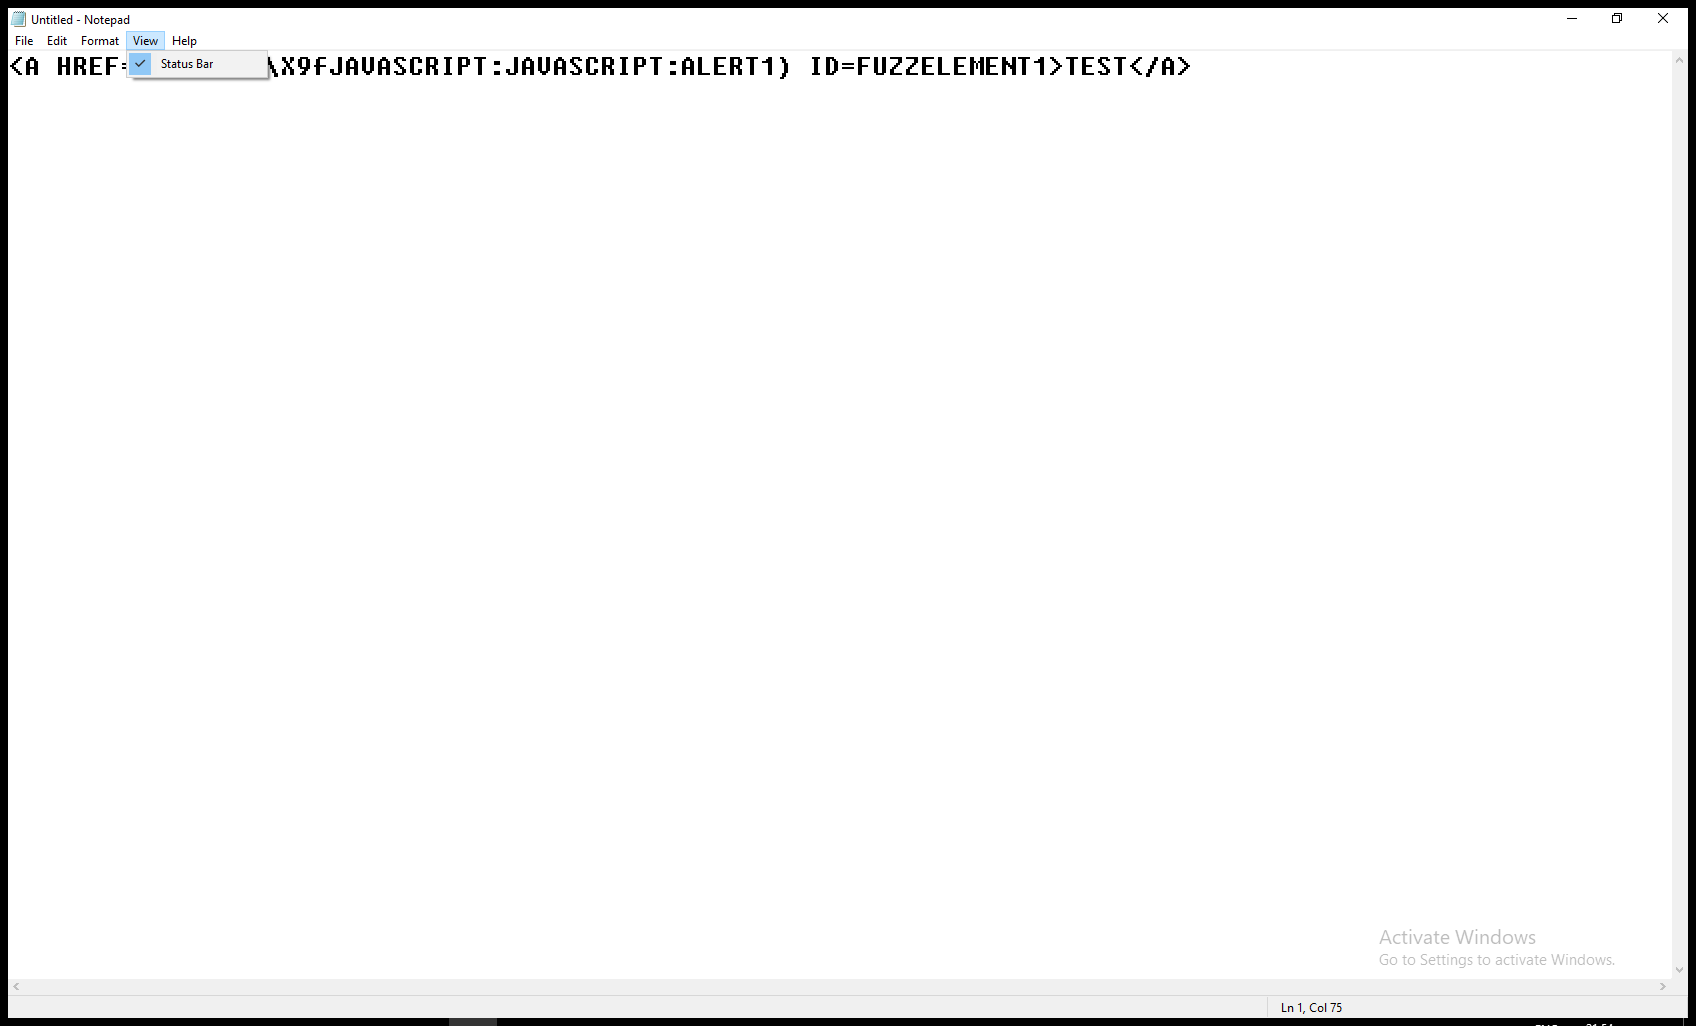 Untitled - Notepad
File Edit Format View Help
Status Bar
<A HREF= \X9fJAVASCRIPT:JAVASCRIPT:ALERT1) ID=FUZZELEMENT1>TEST</A>
Activate Windows
Go to Settings to activate Windows.
Ln 1, Col 75